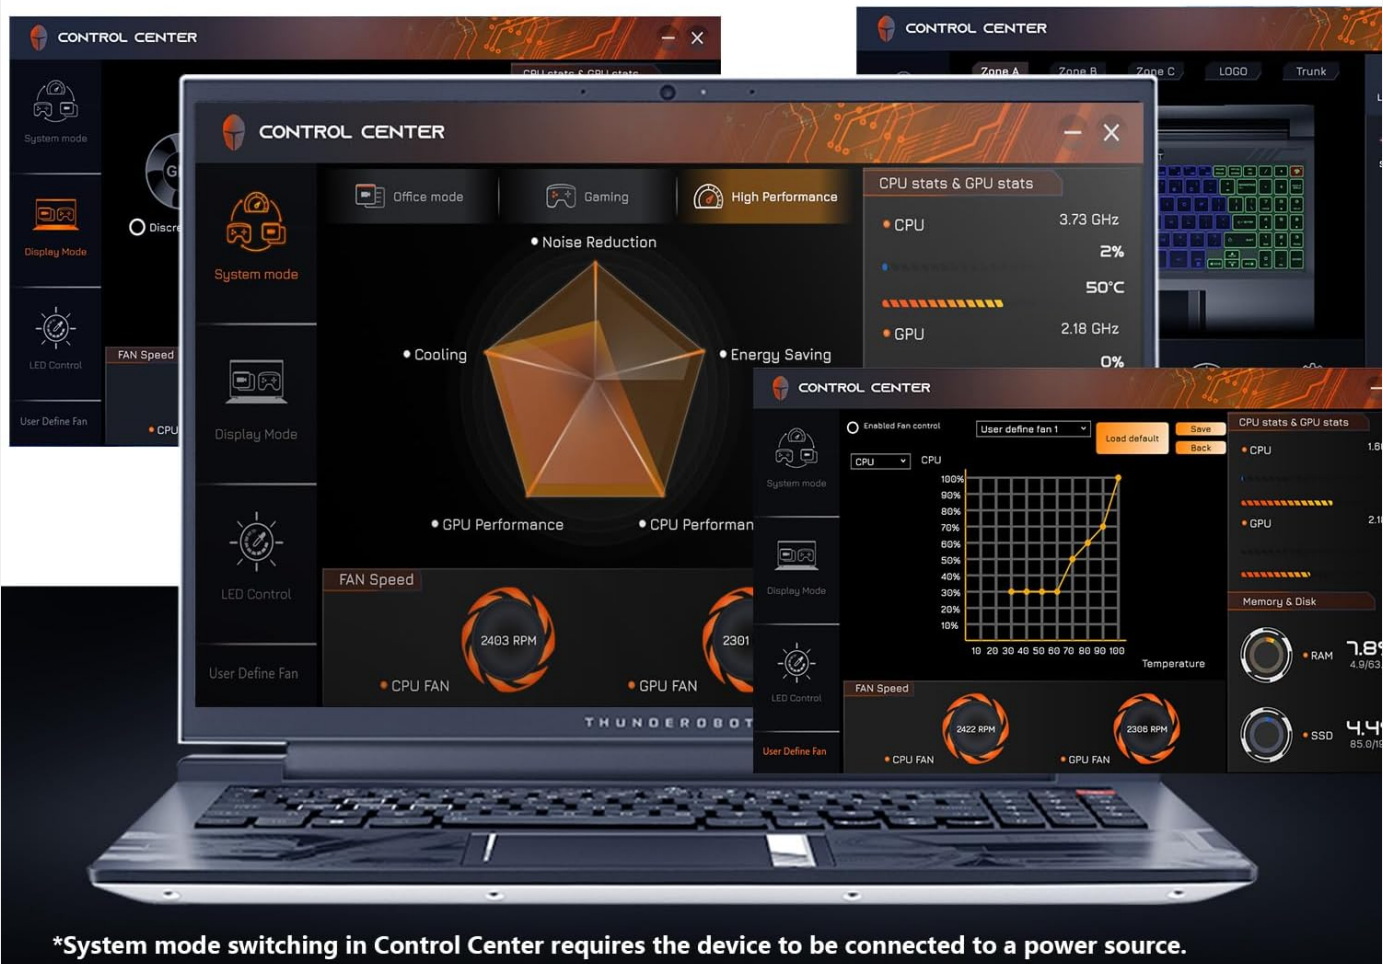 CONTROL CENTER
System mode
Display Mode
LED Control
User Define Fan
FAN Speed
CONTROL CENTER
Zone A
Zone B
Zone C
LOGO
Trunk
CONTROL CENTER
System mode
Display Mode
LED Control
User Define Fan
Office mode
Gaming
High Performance
Noise Reduction
Cooling
Energy Saving
GPU Performance
CPU Performan
FAN Speed
2403 RPM
CPU FAN
2301
GPU FAN
CPU stats & GPU stats
CPU
3.73 GHz
2%
50°C
GPU
2.18 GHz
0%
THUNDEROBOT
CONTROL CENTER
System mode
Display Mode
LED Control
User Define Fan
Enabled Fan control
User define fan 1
Load default
Save
Back
CPU
CPU
100%
90%
80%
70%
60%
50%
40%
30%
20%
10%
10 20 30 40 50 60 70 80 90 100
Temperature
FAN Speed
2422 RPM
CPU FAN
2306 RPM
GPU FAN
CPU stats & GPU stats
CPU
GPU
Memory & Disk
RAM
SSD
*System mode switching in Control Center requires the device to be connected to a power source.